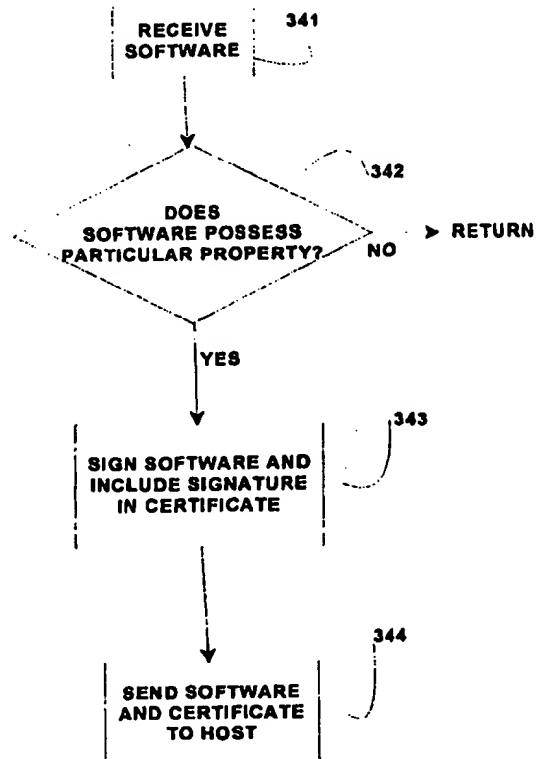 RECEIVE
SOFTWARE
341
342
DOES
SOFTWARE POSSESS
PARTICULAR PROPERTY?
NO
RETURN
YES
343
SIGN SOFTWARE AND
INCLUDE SIGNATURE
IN CERTIFICATE
344
SEND SOFTWARE
AND CERTIFICATE
TO HOST